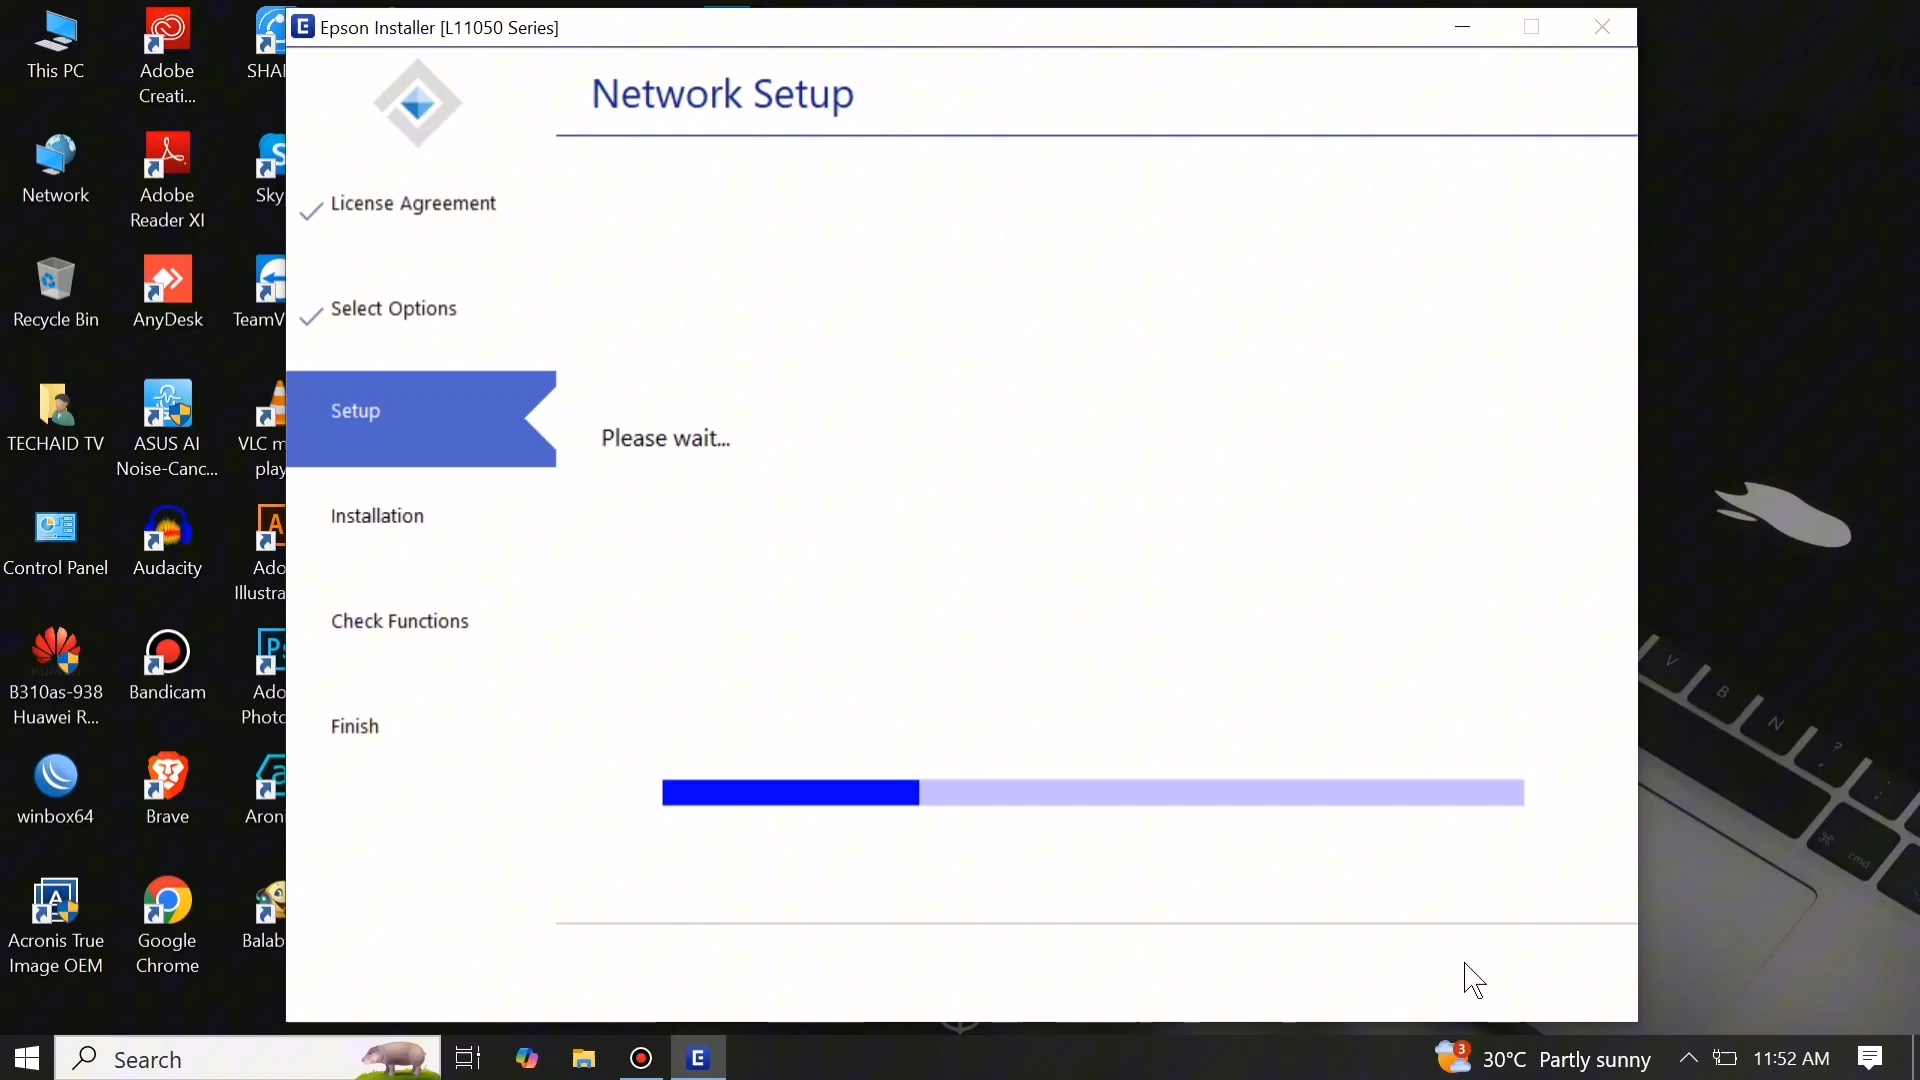 Epson Installer [L11050 Series]
Network Setup
License Agreement
Select Options
Setup
Installation
Check Functions
Finish
Please wait...
This PC
Adobe
Creati...
SHA
Network
Adobe
Reader XI
Sky
Recycle Bin
AnyDesk
TeamV
TECHAID TV
ASUS AI
Noise-Canc...
VLC m
play
Control Panel
Audacity
Ado
Illustra
B310as-938
Huawei R...
Bandicam
Ado
Photo
winbox64
Brave
Aroni
Acronis True
Image OEM
Google
Chrome
Balab
V
B
N
?
cmd
Search
3
30°C Partly sunny
11:52 AM